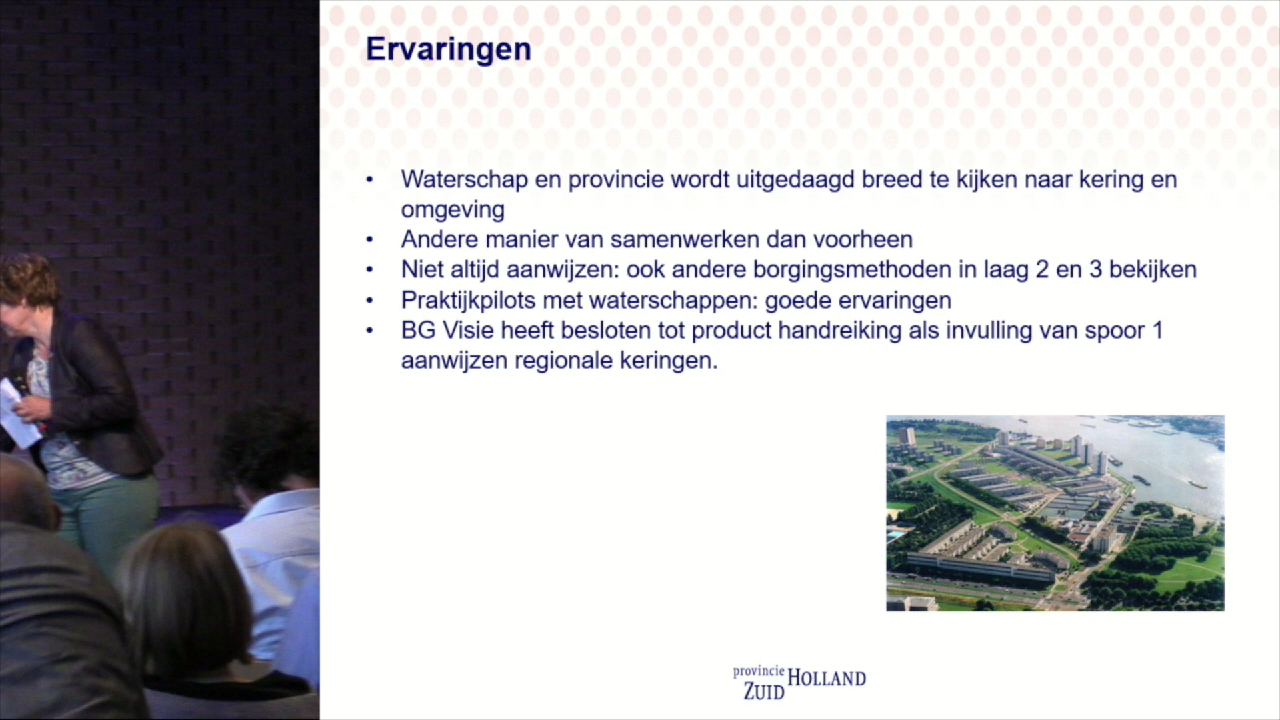 Ervaringen
• Waterschap en provincie wordt uitgedaagd breed te kijken naar kering en
omgeving
• Andere manier van samenwerken dan voorheen
• Niet altijd aanwijzen: ook andere borgingsmethoden in laag 2 en 3 bekijken
• Praktijkpilots met waterschappen: goede ervaringen
• BG Visie heeft besloten tot product handreiking als invulling van spoor 1
aanwijzen regionale keringen.
provincie HOLLAND
ZUID